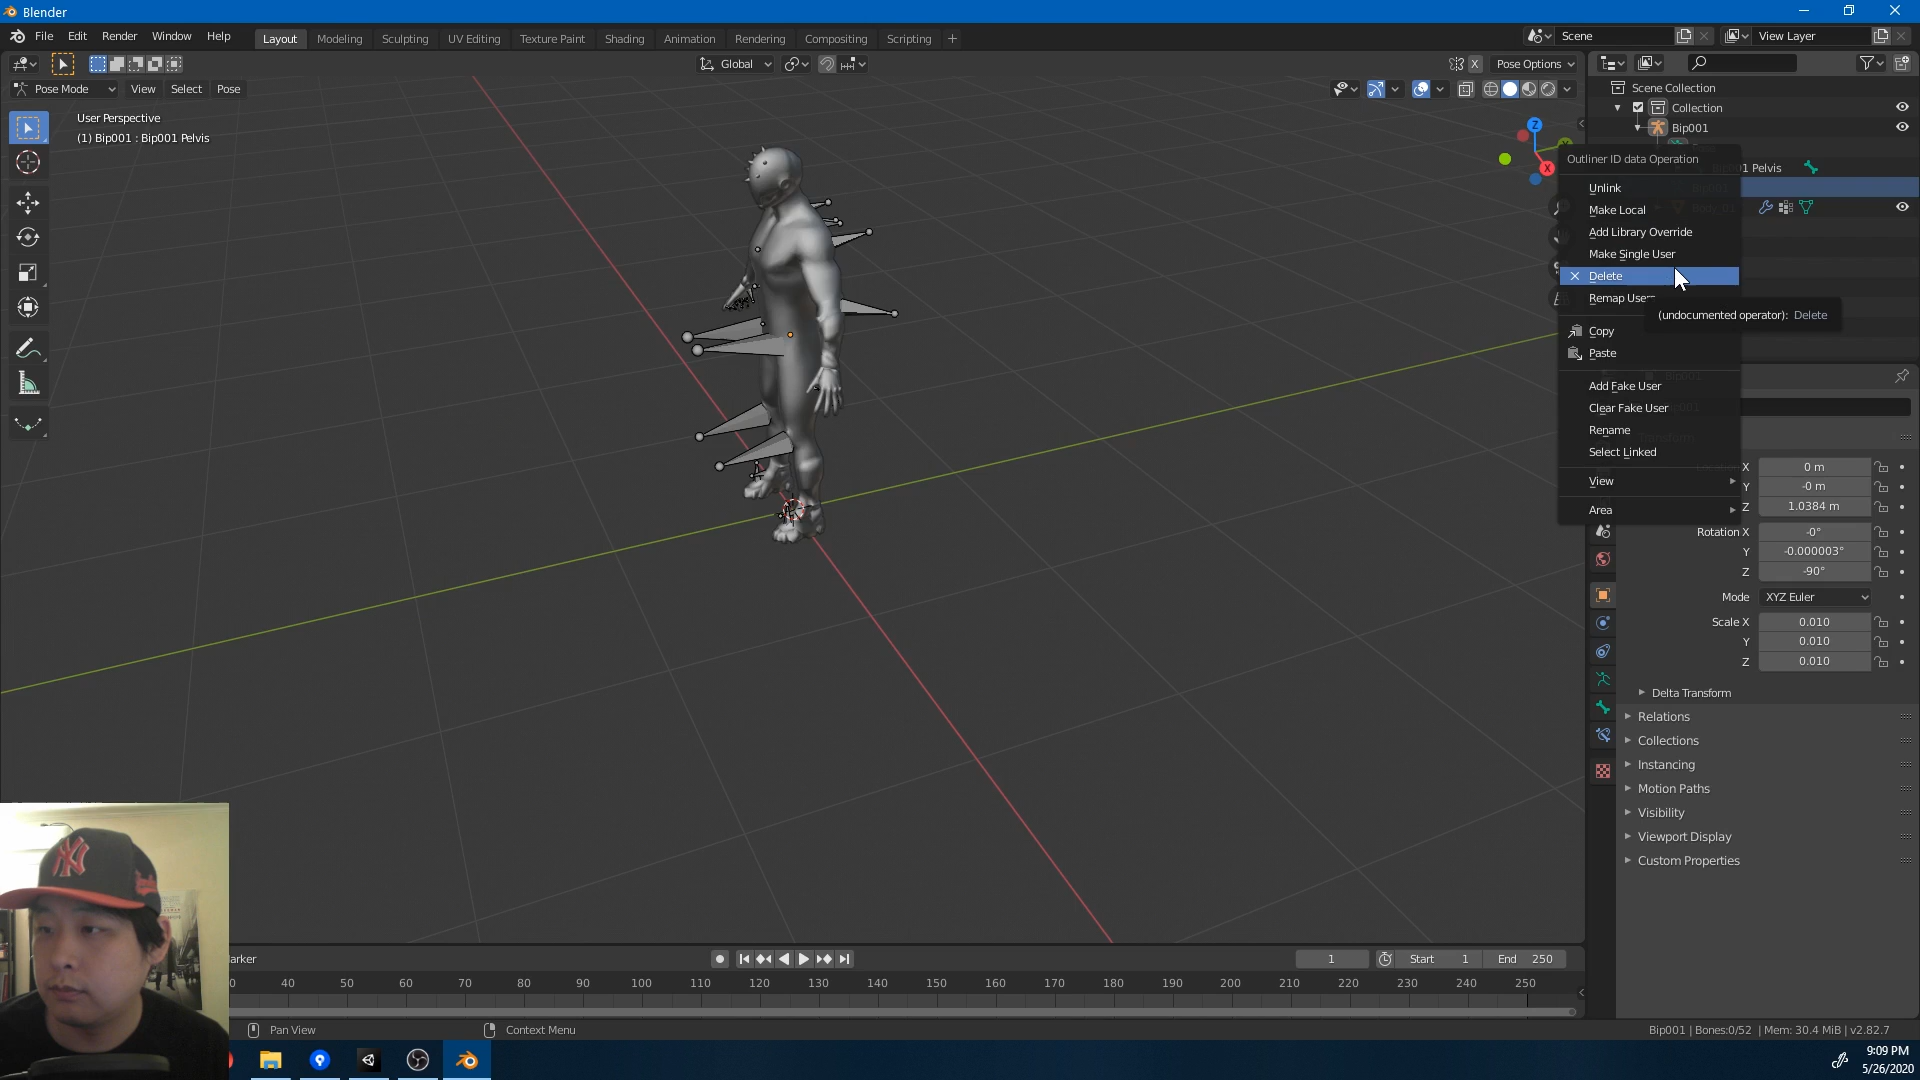 Blender
File Edit Render Window Help
Layout Modeling Sculpting UV Editing Texture Paint Shading Animation Rendering Compositing Scripting +
Scene
View Layer
Global
X
Pose Options
Pose Mode View Select Pose
User Perspective
(1) Bip001 : Bip001 Pelvis
Z
X
Scene Collection
Collection
Bip001
1 Pelvis
Outliner ID data Operation
Unlink
Make Local
Add Library Override
Make Single User
Delete
Remap Users
(undocumented operator): Delete
Copy
Paste
Add Fake User
Clear Fake User
Rename
Select Linked
View
Area
X 0 m
Y -0 m
Z 1.0384 m
Rotation X -0°
Y -0.000003°
Z -90°
Mode XYZ Euler
Scale X 0.010
Y 0.010
Z 0.010
Delta Transform
Relations
Collections
Instancing
Motion Paths
Visibility
Viewport Display
Custom Properties
arker
1
Start 1
End 250
0 40 50 60 70 80 90 100 110 120 130 140 150 160 170 180 190 200 210 220 230 240 250
Pan View
Context Menu
Bip001 | Bones:0/52 | Mem: 30.4 MiB | v2.82.7
9:09 PM
5/26/2020